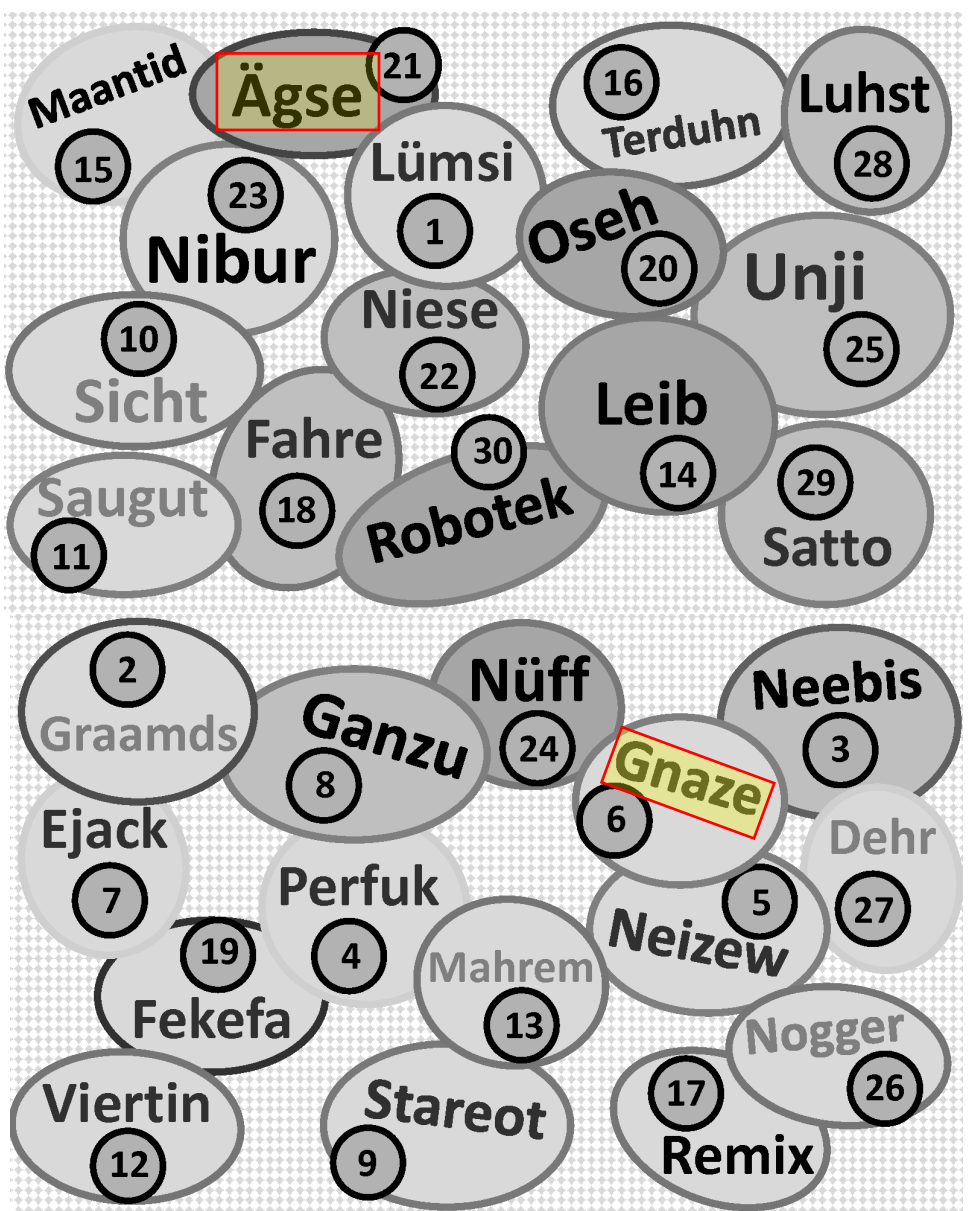 Maantid
15
Ägse
21
Lümsi
1
16
Terduhn
Luhst
28
23
Nibur
Oseh
20
Unji
25
10
Sicht
Niese
22
Fahre
18
Leib
14
30
Robotek
Saugut
11
29
Satto
2
Graamds
Ganzu
8
Nüff
24
Gnaze
6
Neebis
3
Ejack
7
Perfuk
4
Dehr
27
5
Neizew
19
Fekefa
Mahrem
13
Nogger
26
Viertin
12
Stareot
9
17
Remix